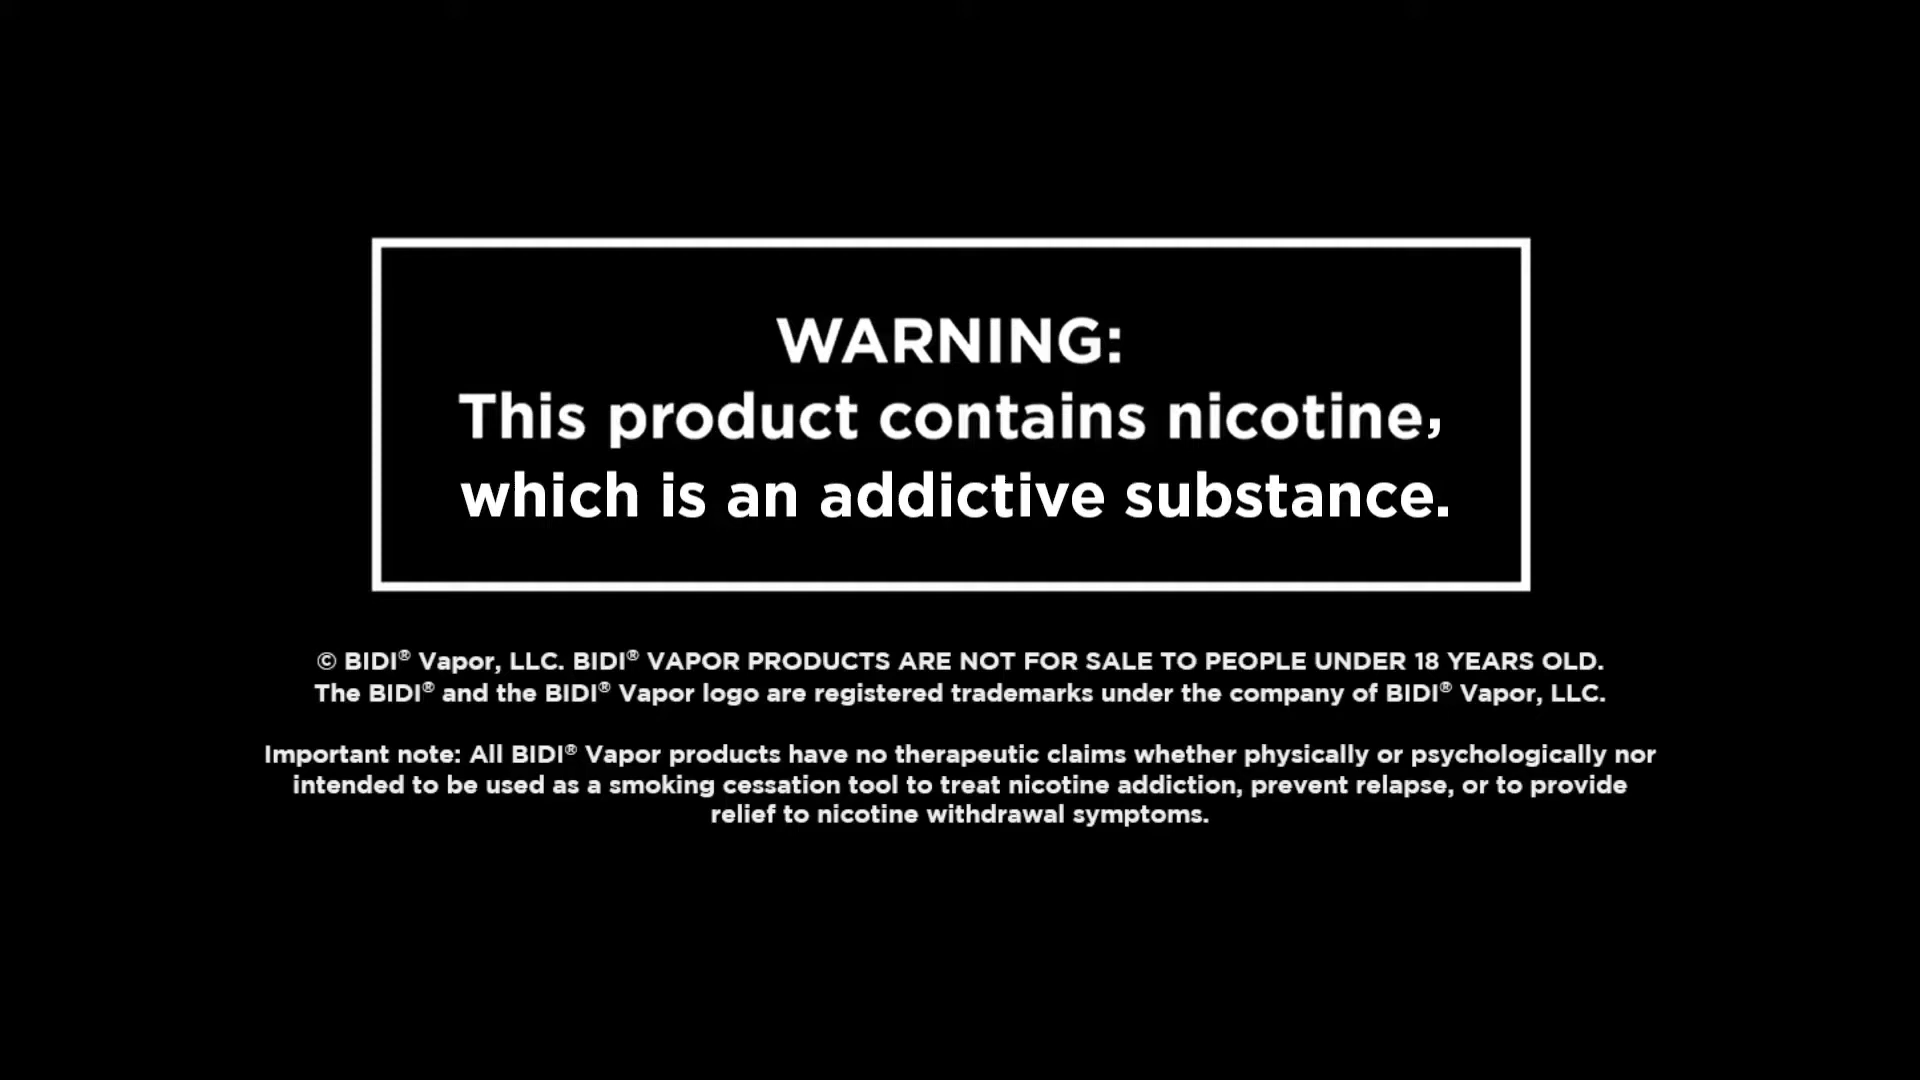 WARNING:
This product contains nicotine,
which is an addictive substance.
© BIDI® Vapor, LLC. BIDI® VAPOR PRODUCTS ARE NOT FOR SALE TO PEOPLE UNDER 18 YEARS OLD.
The BIDI® and the BIDI® Vapor logo are registered trademarks under the company of BIDI® Vapor, LLC.
Important note: All BIDI® Vapor products have no therapeutic claims whether physically or psychologically nor
intended to be used as a smoking cessation tool to treat nicotine addiction, prevent relapse, or to provide
relief to nicotine withdrawal symptoms.